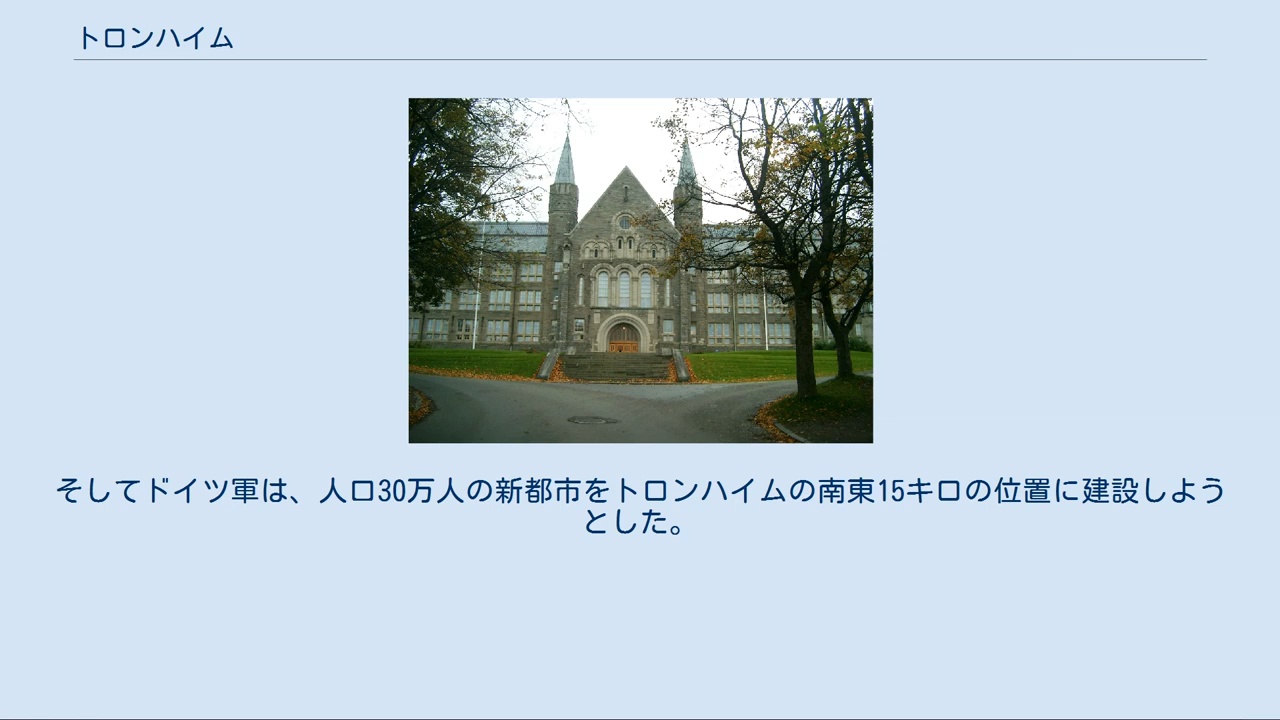 トロンハイム
そしてドイツ軍は、人口30万人の新都市をトロンハイムの南東15キロの位置に建設しよう
とした。